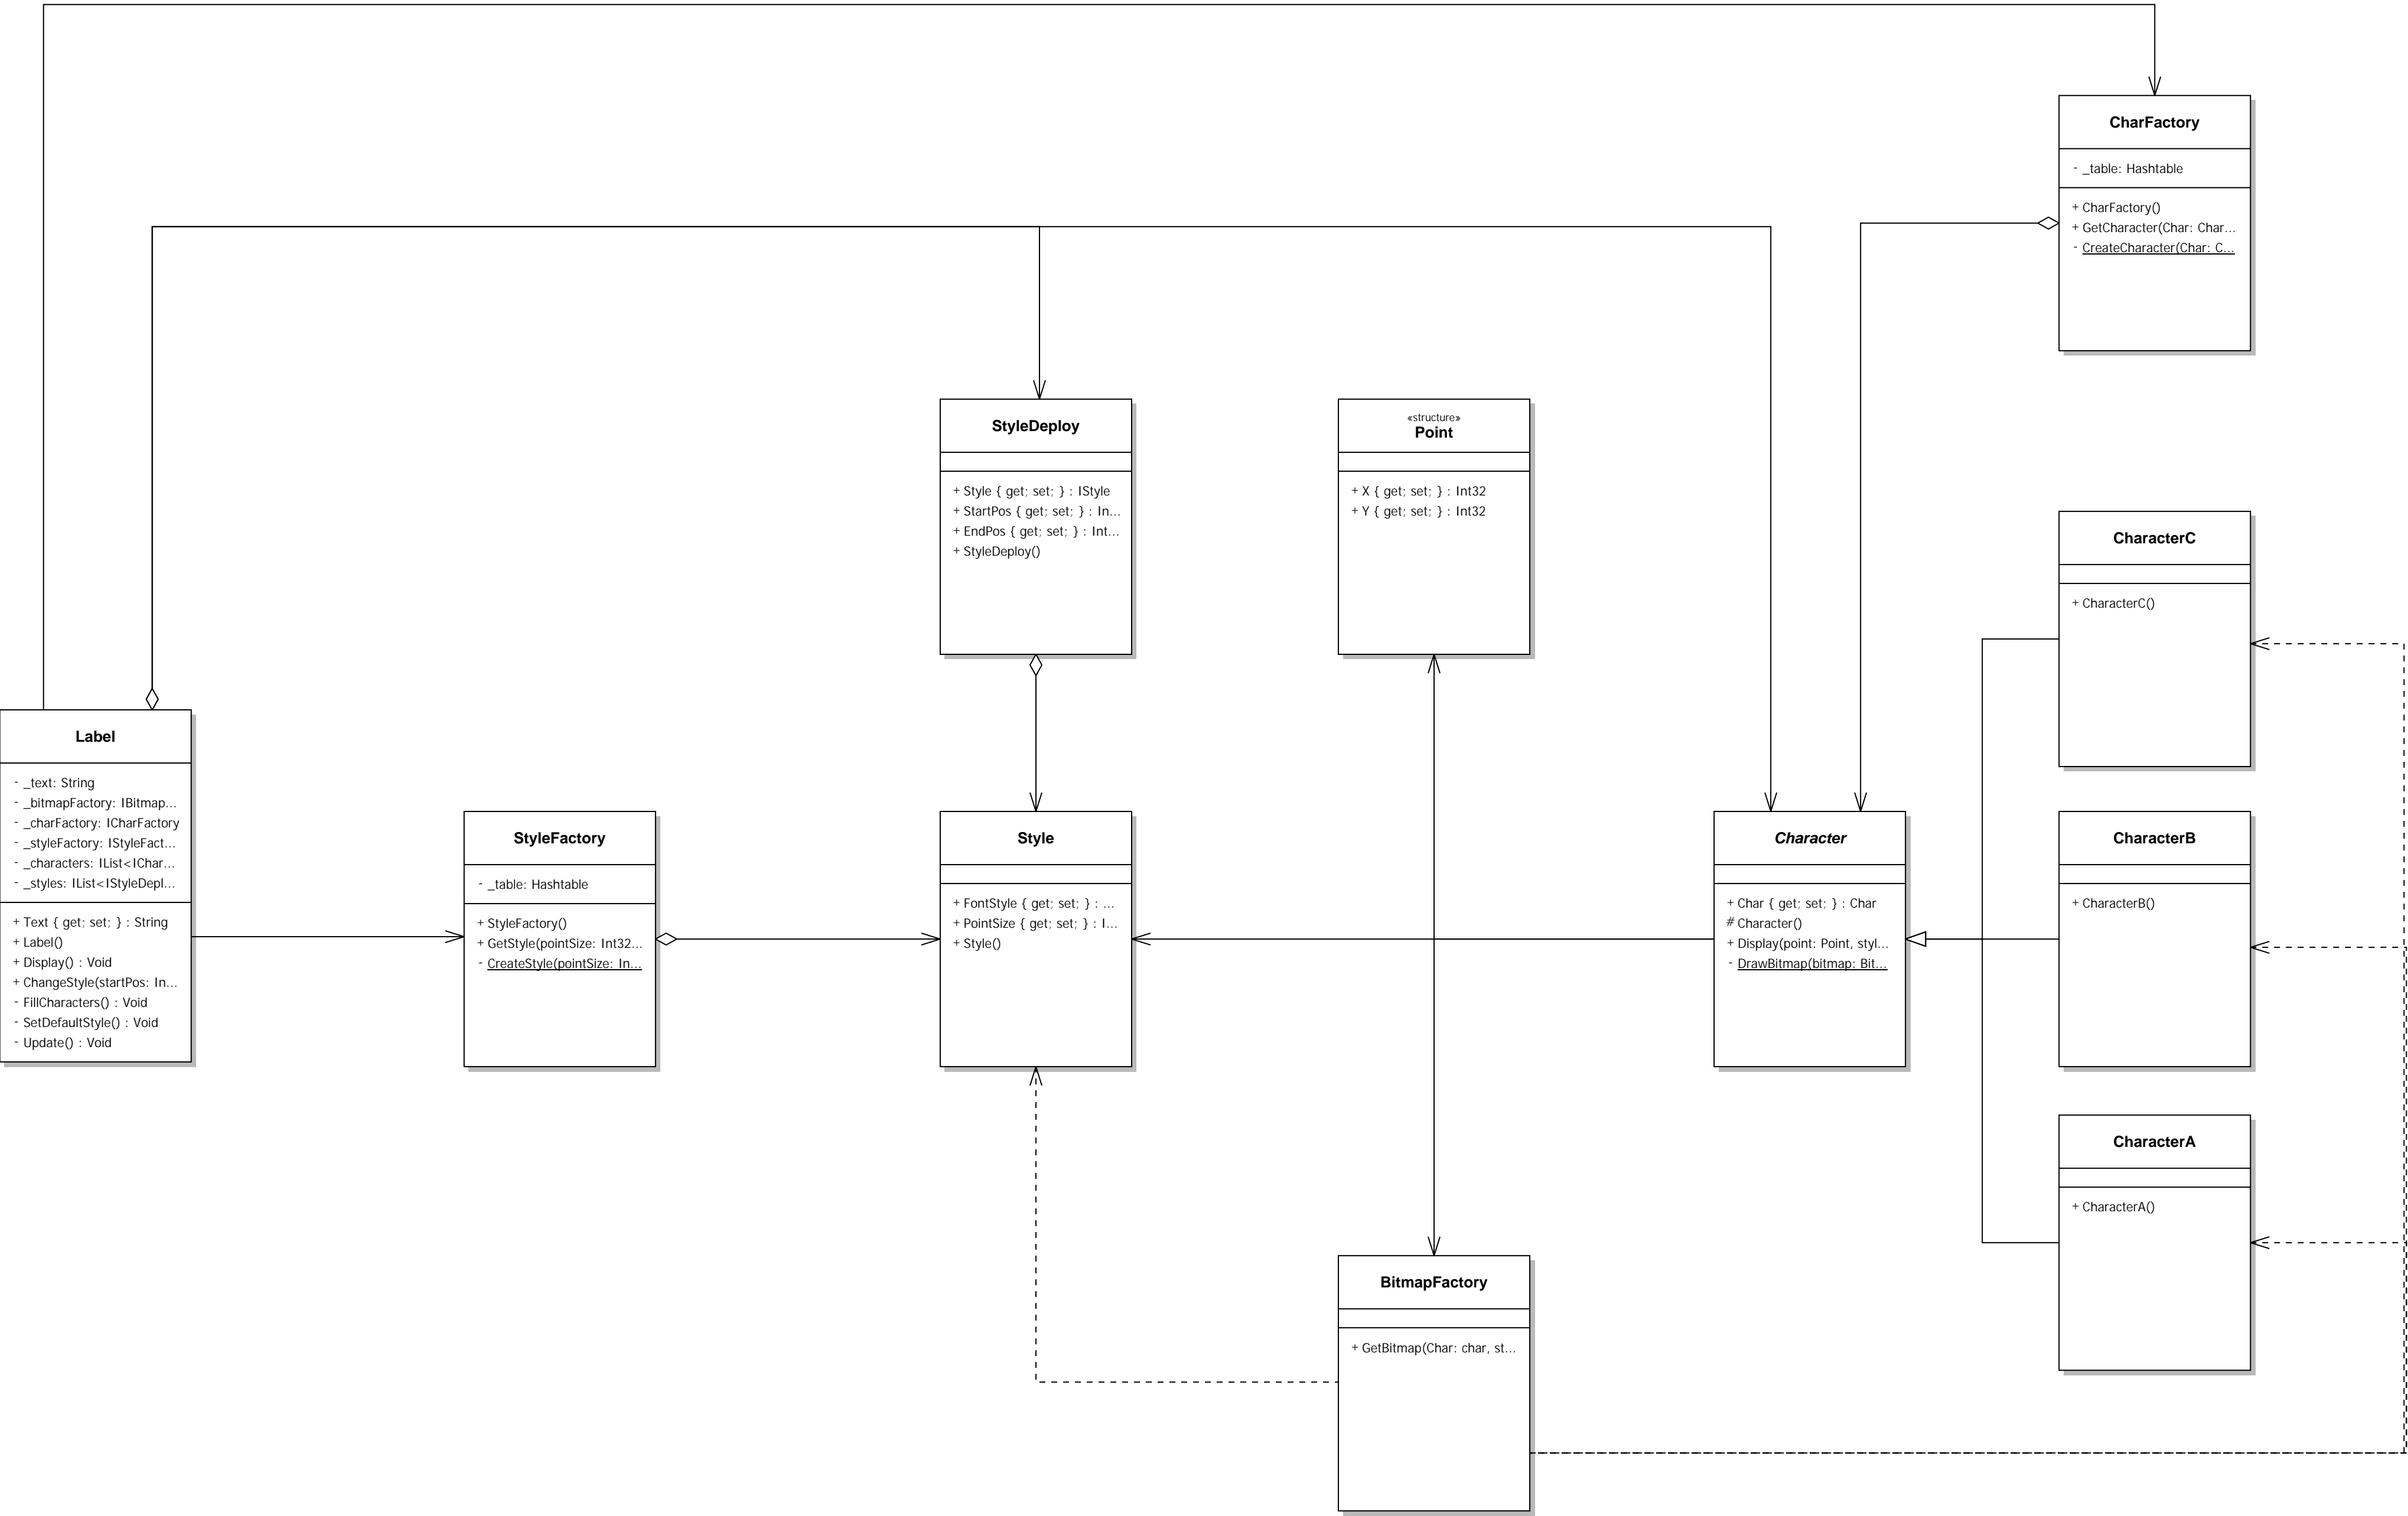 CharFactory
- _table: Hashtable
+ CharFactory()
+ GetCharacter(Char: Char...
- CreateCharacter(Char: C...
StyleDeploy
+ Style { get; set; } : IStyle
+ StartPos { get; set; } : In...
+ EndPos { get; set; } : Int...
+ StyleDeploy()
«structure»
Point
+ X { get; set; } : Int32
+ Y { get; set; } : Int32
CharacterC
+ CharacterC()
Label
- _text: String
- _bitmapFactory: IBitmap...
- _charFactory: ICharFactory
- _styleFactory: IStyleFact...
- _characters: IList<IChar...
- _styles: IList<IStyleDepl...
+ Text { get; set; } : String
+ Label()
+ Display() : Void
+ ChangeStyle(startPos: In...
- FillCharacters() : Void
- SetDefaultStyle() : Void
- Update() : Void
StyleFactory
- _table: Hashtable
+ StyleFactory()
+ GetStyle(pointSize: Int32...
- CreateStyle(pointSize: In...
Style
+ FontStyle { get; set; } : ...
+ PointSize { get; set; } : I...
+ Style()
Character
+ Char { get; set; } : Char
# Character()
+ Display(point: Point, styl...
- DrawBitmap(bitmap: Bit...
CharacterB
+ CharacterB()
CharacterA
+ CharacterA()
BitmapFactory
+ GetBitmap(Char: char, st...